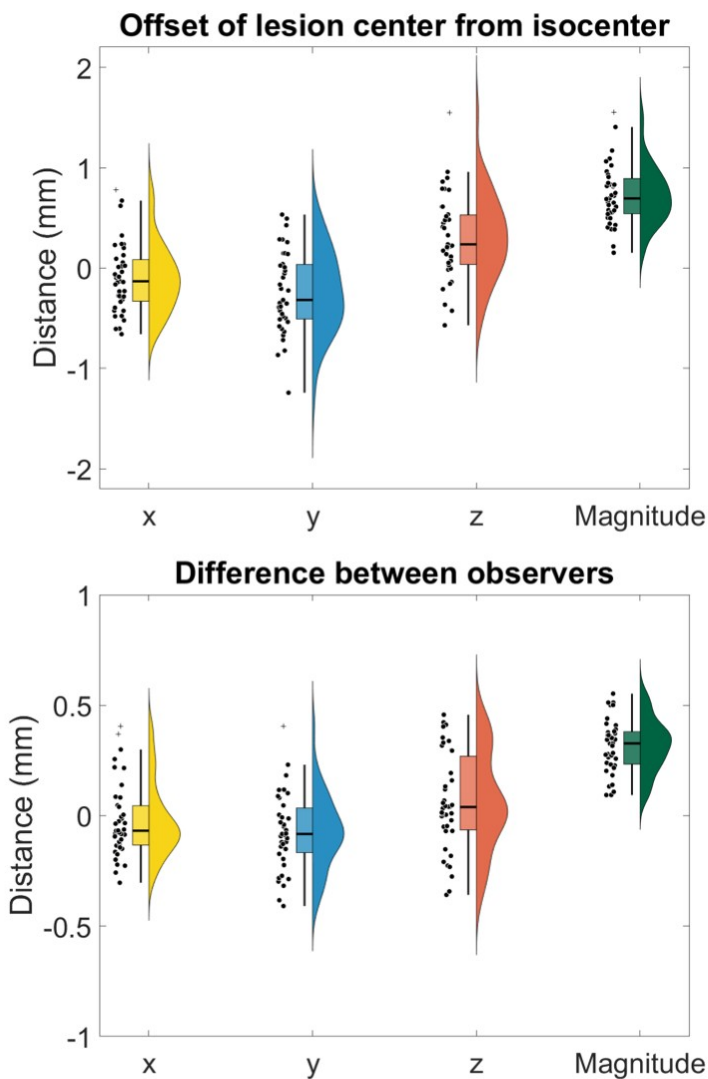 Offset of lesion center from isocenter
2
1
0
-1
-2
Distance (mm)
x y z Magnitude
Difference between observers
1
0.5
0
-0.5
-1
Distance (mm)
x y z Magnitude